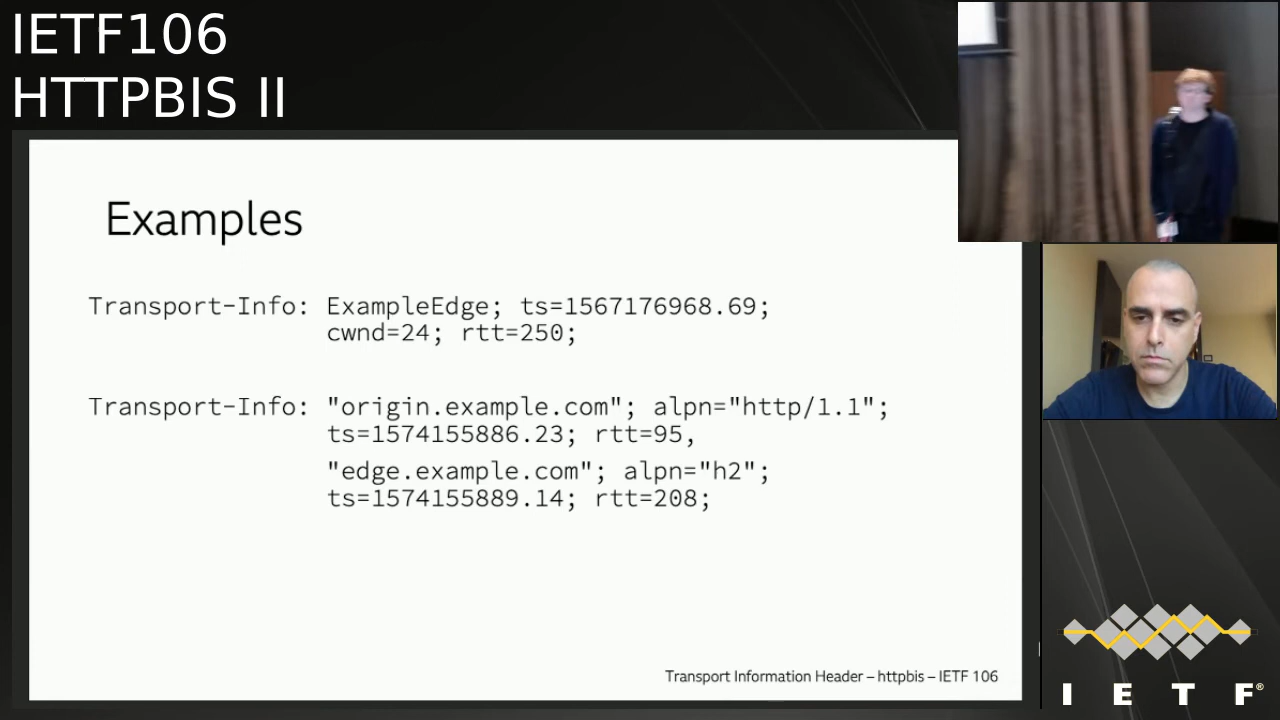 IETF106
HTTPBIS II
Examples
Transport-Info: ExampleEdge; ts=1567176968.69;
cwnd=24; rtt=250;
Transport-Info: "origin.example.com"; alpn="http/1.1";
ts=1574155886.23; rtt=95,
"edge.example.com"; alpn="h2";
ts=1574155889.14; rtt=208;
Transport Information Header – httpbis – IETF 106
I E T F®